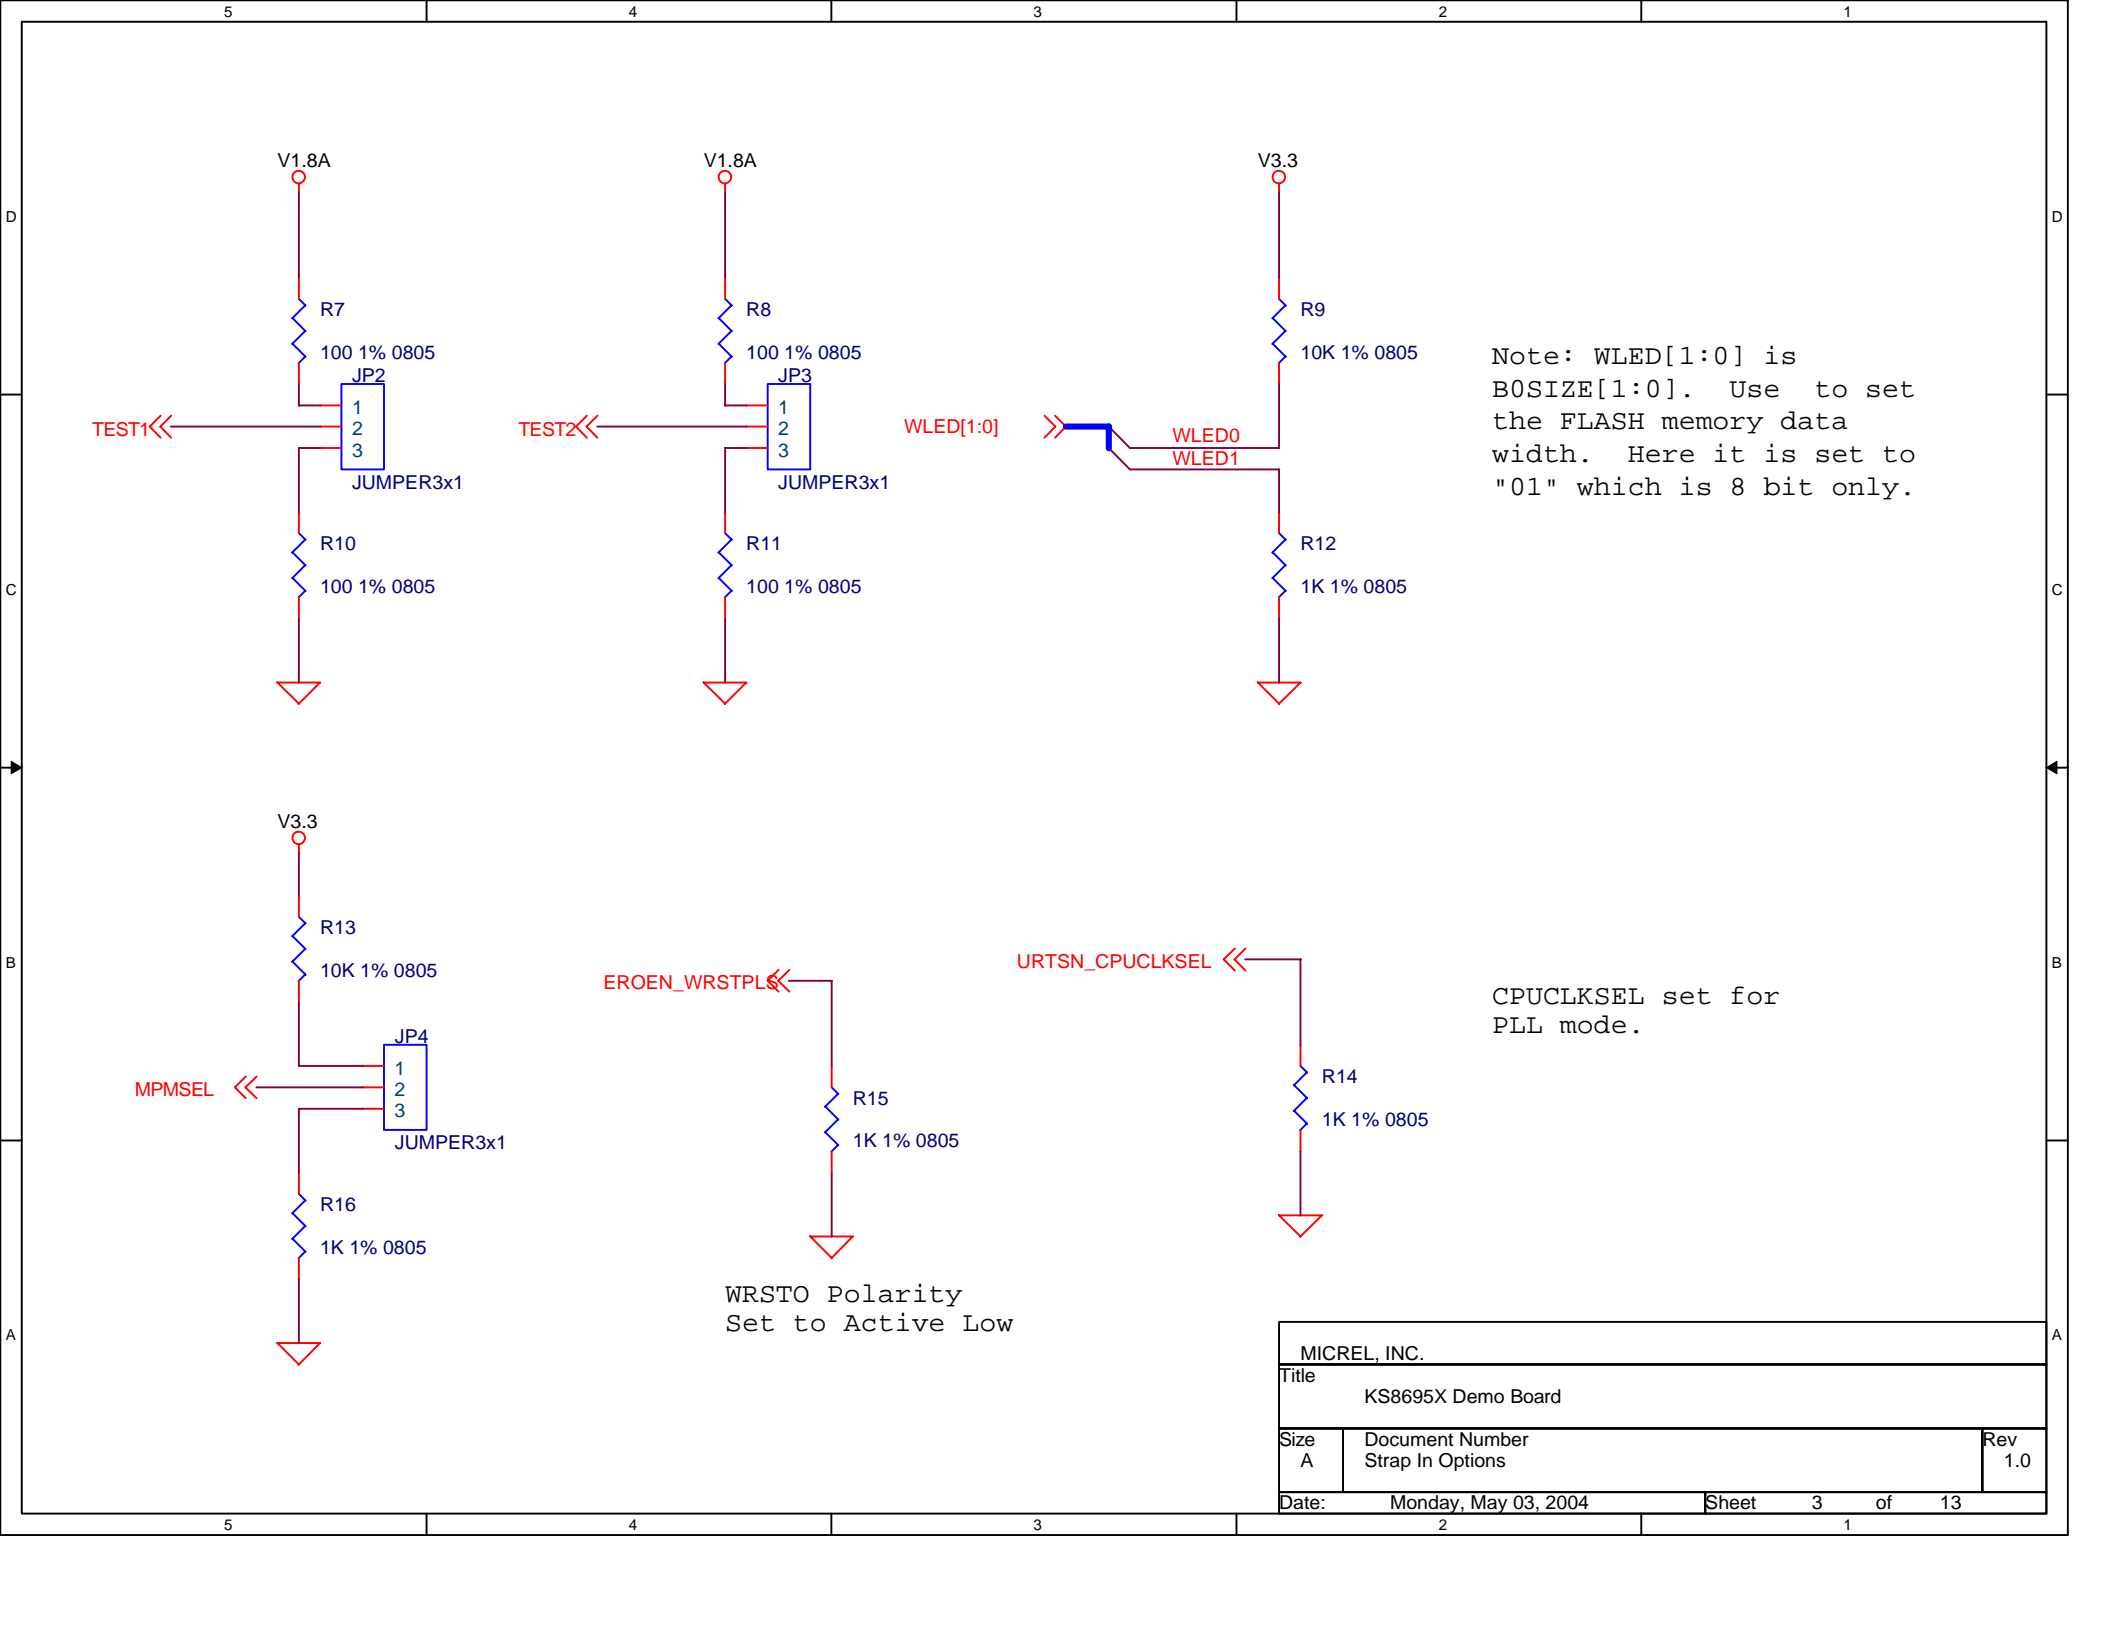 5 4 3 2 1
D D
C C
B B
A A
V1.8A
R7
100 1% 0805
JP2
1
2
3
TEST1
JUMPER3x1
R10
100 1% 0805
V1.8A
R8
100 1% 0805
JP3
1
2
3
TEST2
JUMPER3x1
R11
100 1% 0805
V3.3
R9
10K 1% 0805
WLED[1:0]
WLED0
WLED1
R12
1K 1% 0805
Note: WLED[1:0] is
B0SIZE[1:0].  Use  to set
the FLASH memory data
width.  Here it is set to
"01" which is 8 bit only.
V3.3
R13
10K 1% 0805
JP4
1
2
3
MPMSEL
JUMPER3x1
R16
1K 1% 0805
EROEN_WRSTPLS
R15
1K 1% 0805
WRSTO Polarity
Set to Active Low
URTSN_CPUCLKSEL
R14
1K 1% 0805
CPUCLKSEL set for
PLL mode.
MICREL, INC.
Title
KS8695X Demo Board
Size Document Number Rev
A Strap In Options 1.0
Date: Monday, May 03, 2004 Sheet 3 of 13
5 4 3 2 1